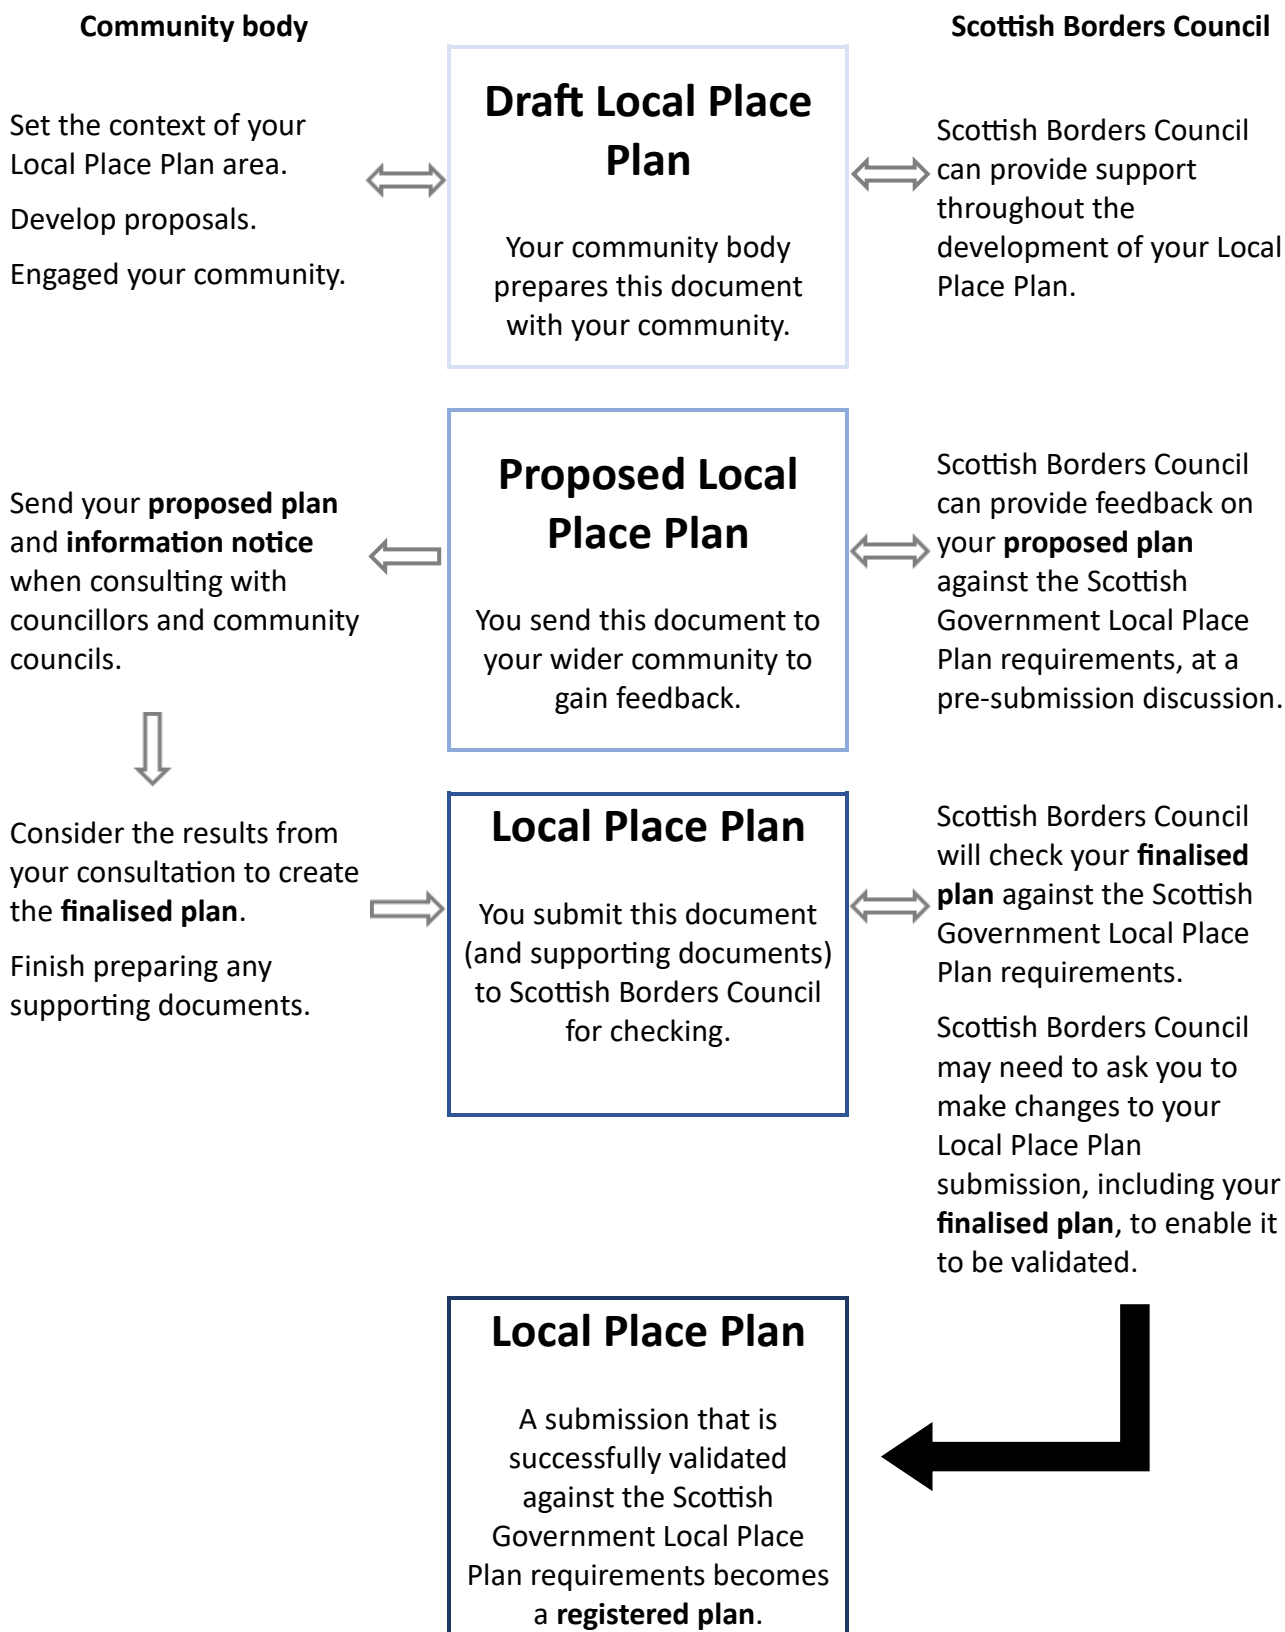 Community body
Scottish Borders Council
Set the context of your
Local Place Plan area.
Develop proposals.
Engaged your community.
Draft Local Place
Plan
Your community body
prepares this document
with your community.
Scottish Borders Council
can provide support
throughout the
development of your Local
Place Plan.
Send your proposed plan
and information notice
when consulting with
councillors and community
councils.
Proposed Local
Place Plan
You send this document to
your wider community to
gain feedback.
Scottish Borders Council
can provide feedback on
your proposed plan
against the Scottish
Government Local Place
Plan requirements, at a
pre-submission discussion.
Consider the results from
your consultation to create
the finalised plan.
Finish preparing any
supporting documents.
Local Place Plan
You submit this document
(and supporting documents)
to Scottish Borders Council
for checking.
Scottish Borders Council
will check your finalised
plan against the Scottish
Government Local Place
Plan requirements.
Scottish Borders Council
may need to ask you to
make changes to your
Local Place Plan
submission, including your
finalised plan, to enable it
to be validated.
Local Place Plan
A submission that is
successfully validated
against the Scottish
Government Local Place
Plan requirements becomes
a registered plan.